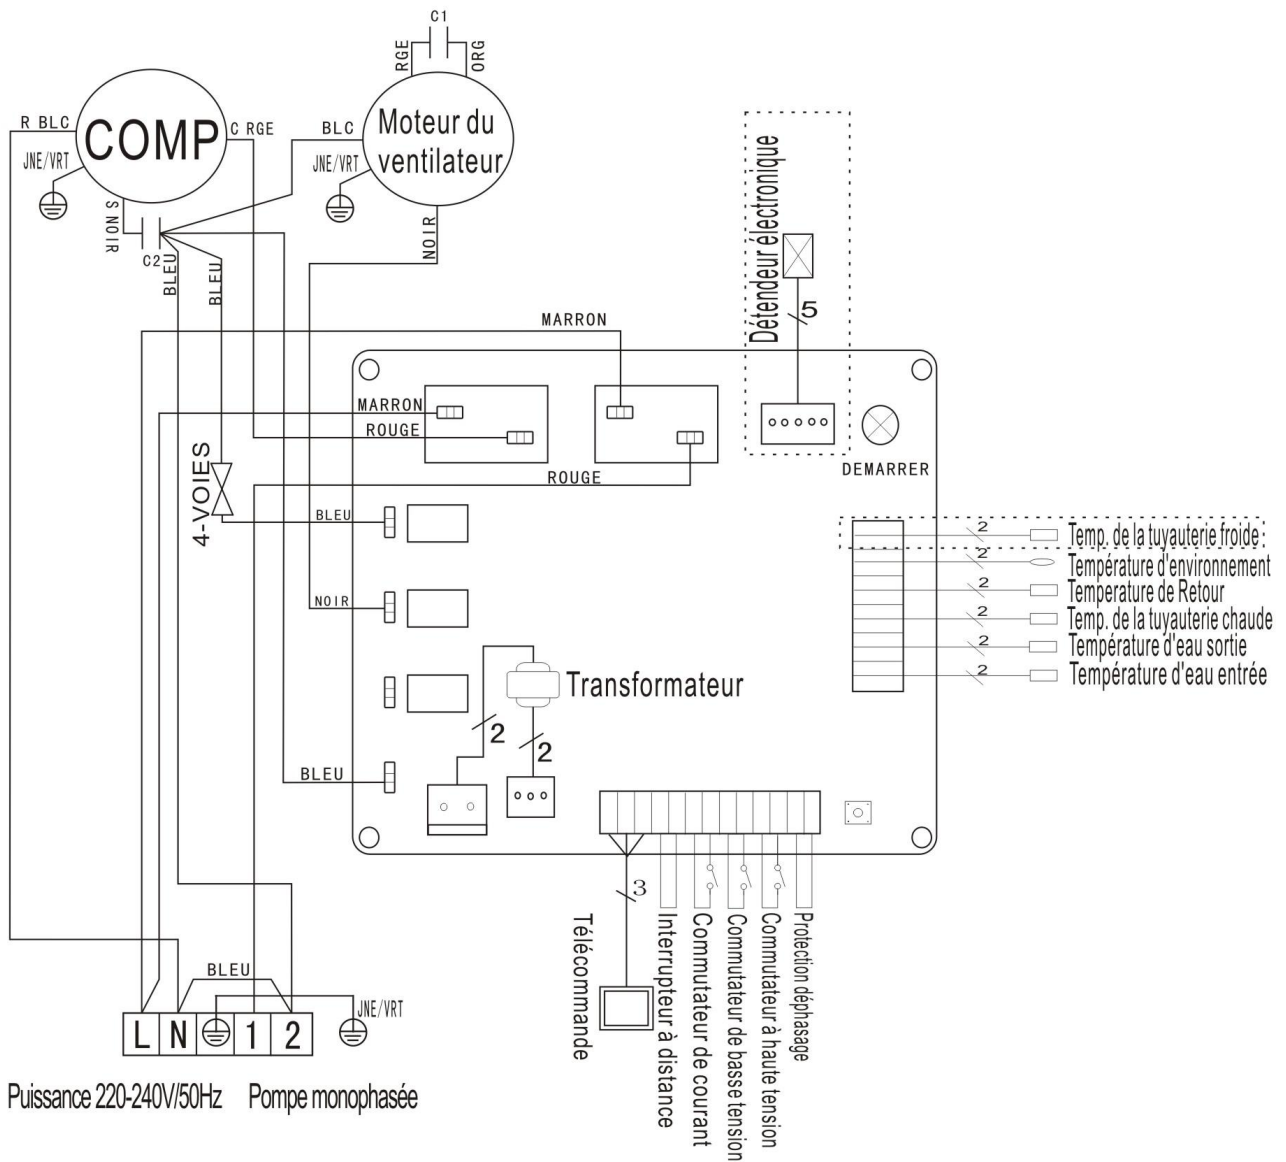 C1
RGE
ORG
R BLC
COMP
C RGE
BLC
Moteur du
ventilateur
JNE/VRT
JNE/VRT
S NOIR
C2
BLEU
BLEU
NOIR
Détendeur électronique
5
MARRON
MARRON
ROUGE
ROUGE
DEMARRER
4-VOIES
BLEU
NOIR
BLEU
2 Temp. de la tuyauterie froide
2 Température d'environnement
2 Temperature de Retour
2 Temp. de la tuyauterie chaude
2 Température d'eau sortie
2 Température d'eau entrée
Transformateur
2
2
3
Télécommande
Interrupteur à distance
Commutateur de courant
Commutateur de basse tension
Commutateur à haute tension
Protection déphasage
BLEU
JNE/VRT
L N 1 2
Puissance 220-240V/50Hz Pompe monophasée